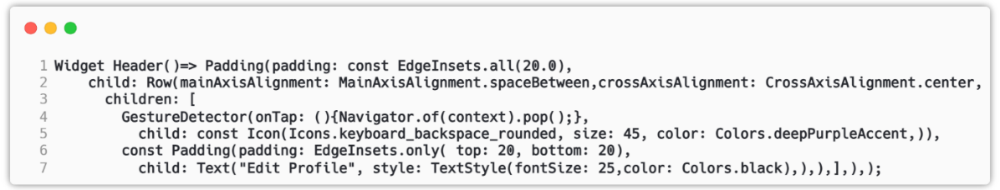 1 Widget Header()=> Padding(padding: const EdgeInsets.all(20.0),
2     child: Row(mainAxisAlignment: MainAxisAlignment.spaceBetween,crossAxisAlignment: CrossAxisAlignment.center,
3       children: [
4         GestureDetector(onTap: (){Navigator.of(context).pop();},
5           child: const Icon(Icons.keyboard_backspace_rounded, size: 45, color: Colors.deepPurpleAccent,)),
6         const Padding(padding: EdgeInsets.only( top: 20, bottom: 20),
7           child: Text("Edit Profile", style: TextStyle(fontSize: 25,color: Colors.black),),),],),);